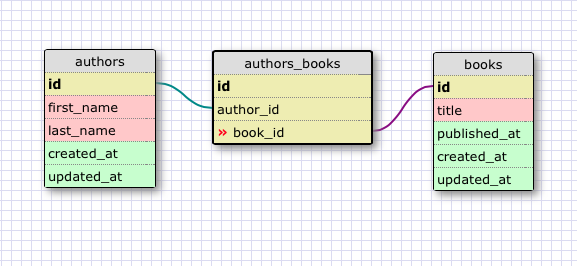 authors
id
first_name
last_name
created_at
updated_at
authors_books
id
author_id
» book_id
books
id
title
published_at
created_at
updated_at